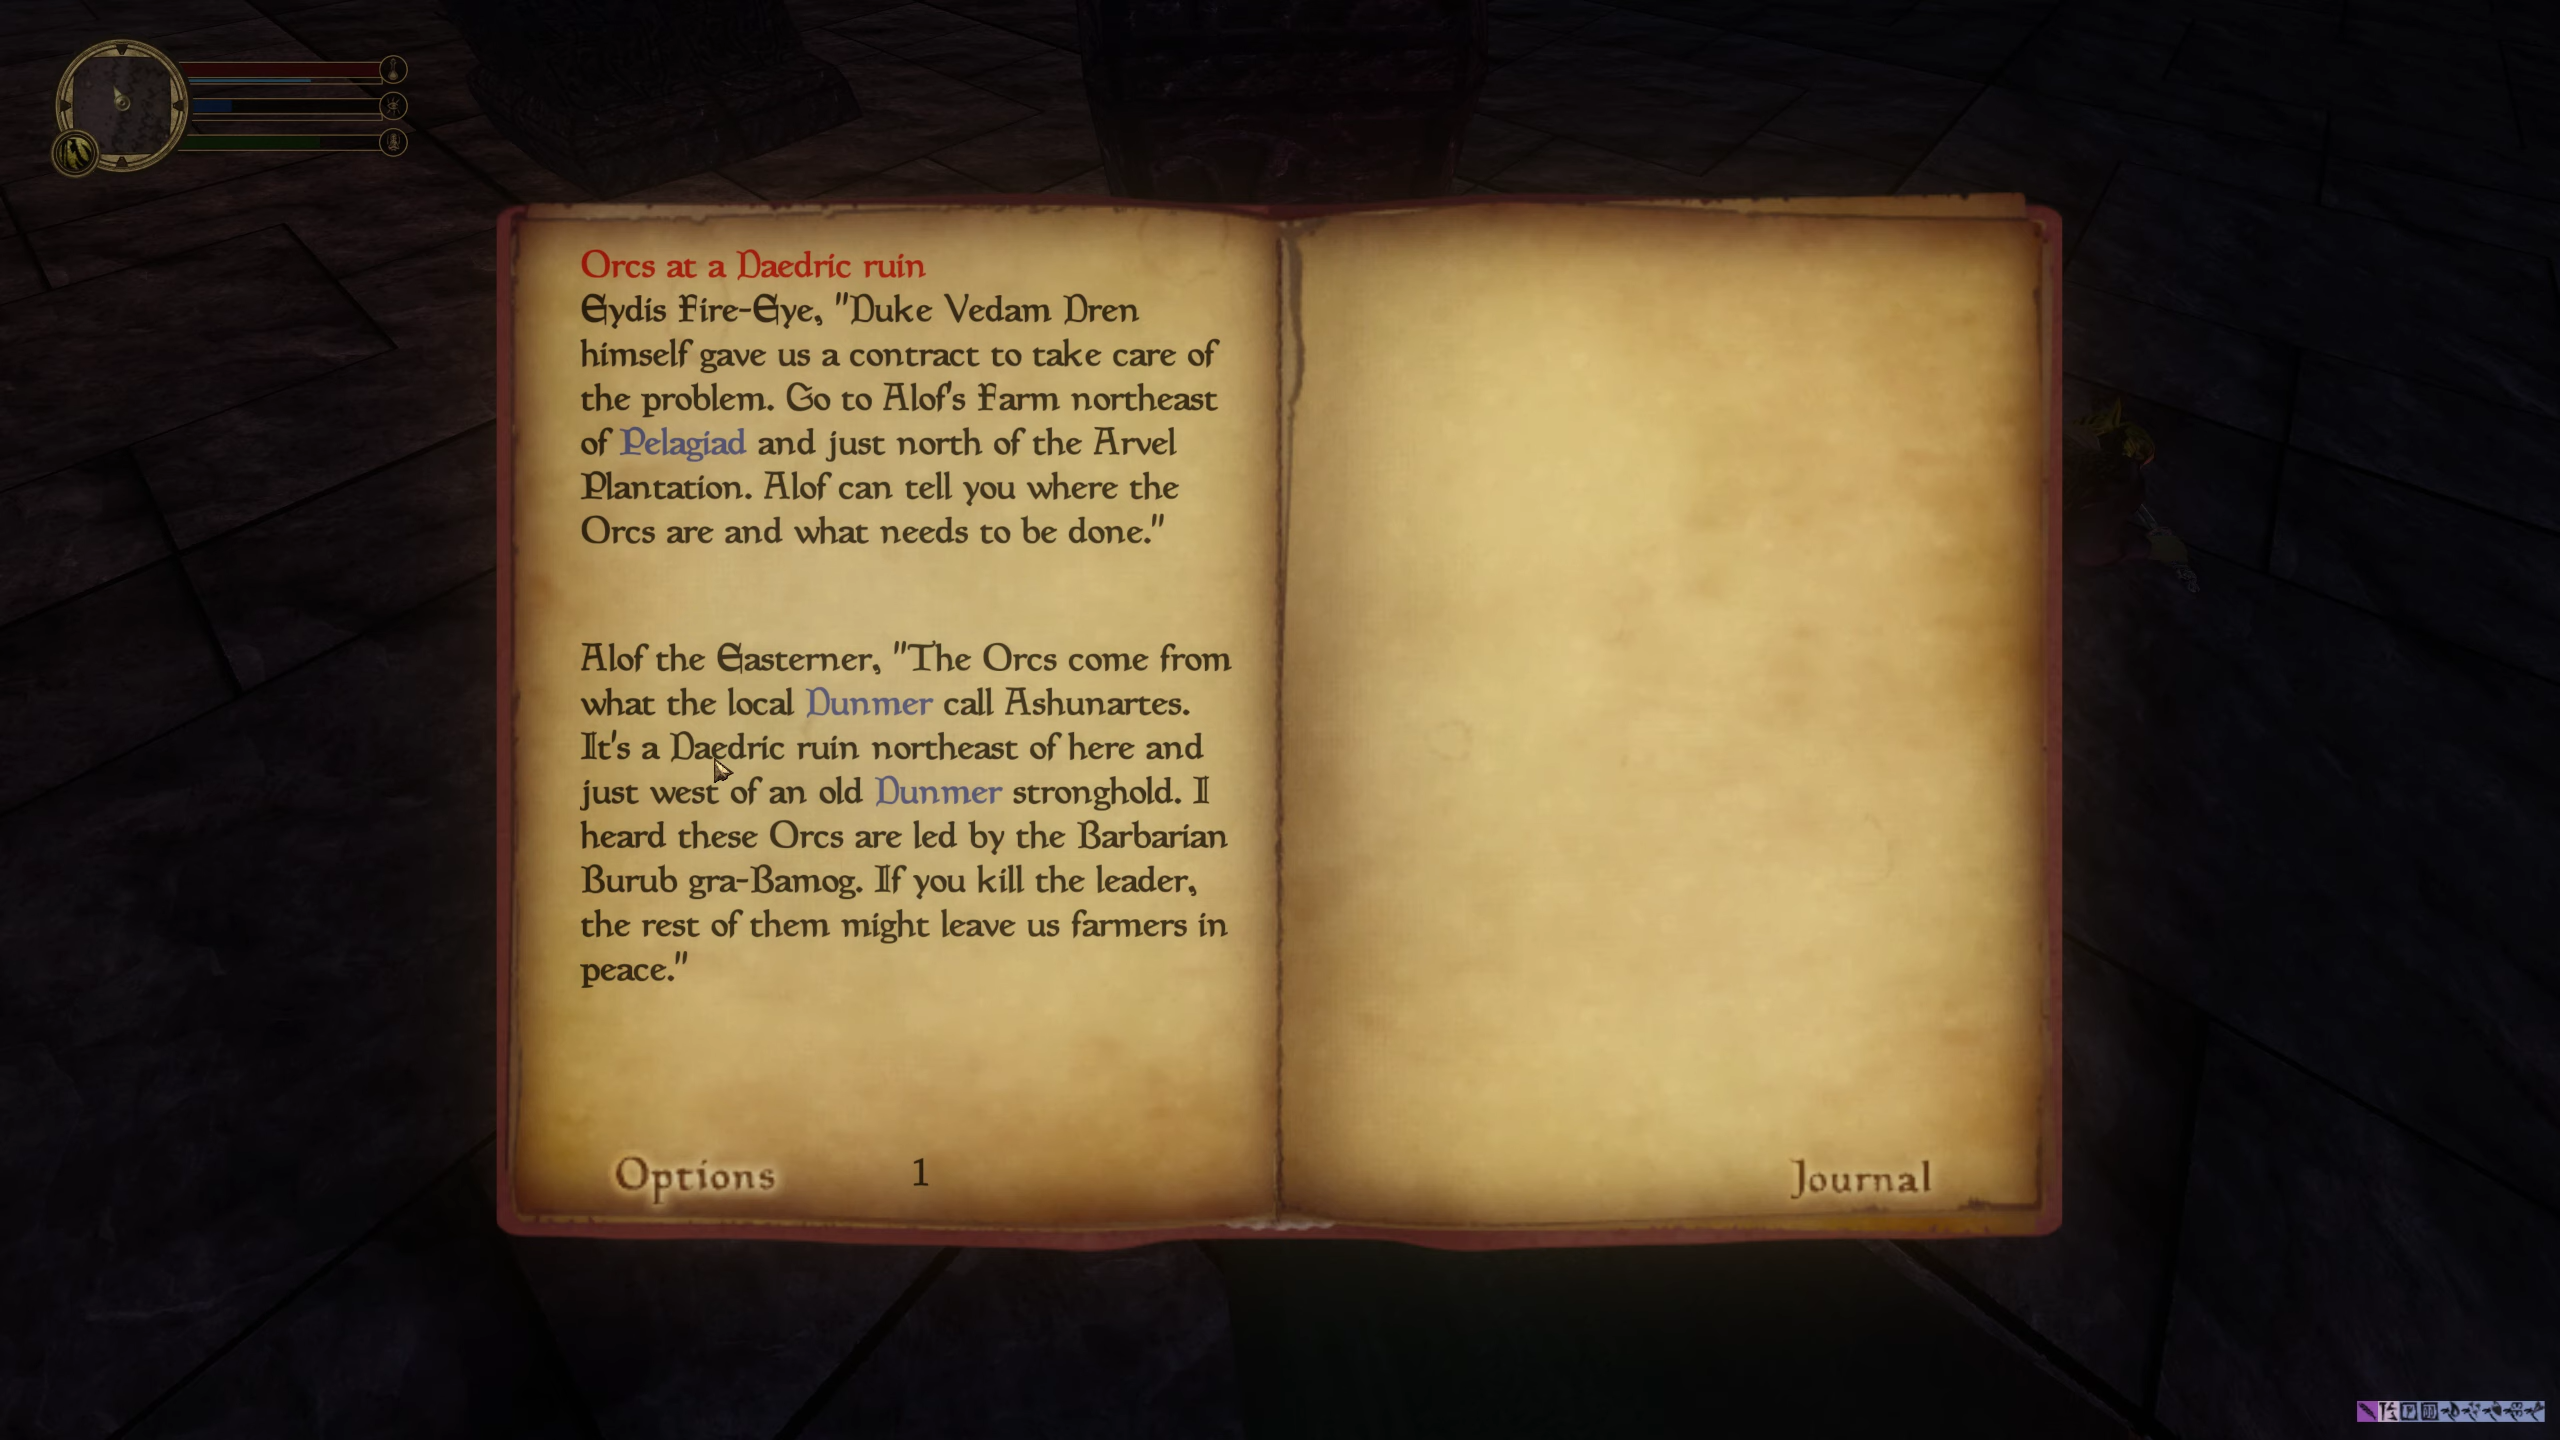 Orcs at a Daedric ruin
Eydis Fire-Eye, "Duke Vedam Dren
himself gave us a contract to take care of
the problem. Go to Alof's Farm northeast
of Pelagiad and just north of the Arvel
Plantation. Alof can tell you where the
Orcs are and what needs to be done."
Alof the Easterner, "The Orcs come from
what the local Dunmer call Ashunartes.
It's a Daedric ruin northeast of here and
just west of an old Dunmer stronghold. I
heard these Orcs are led by the Barbarian
Burub gra-Bamog. If you kill the leader,
the rest of them might leave us farmers in
peace."
Options
1
Journal